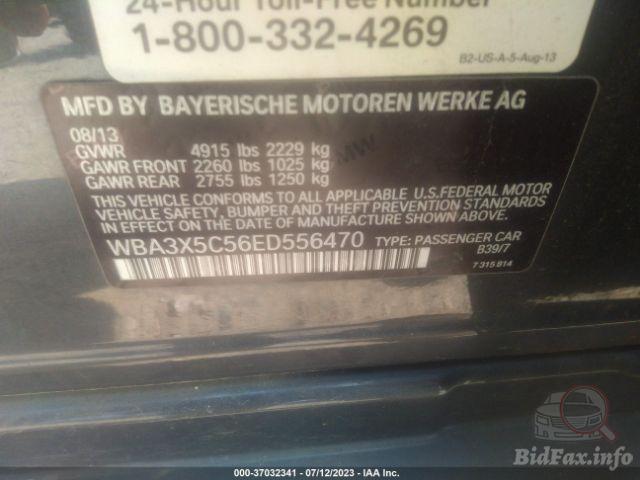 24-Hour Toll-Free Number
1-800-332-4269
B2-US-A-5-Aug-13
MFD BY BAYERISCHE MOTOREN WERKE AG
08/13
GVWR 4915 lbs 2229 kg
GAWR FRONT 2260 lbs 1025 kg
GAWR REAR 2755 lbs 1250 kg
BMW
THIS VEHICLE CONFORMS TO ALL APPLICABLE U.S.FEDERAL MOTOR
VEHICLE SAFETY, BUMPER, AND THEFT PREVENTION STANDARDS
IN EFFECT ON THE DATE OF MANUFACTURE SHOWN ABOVE.
WBA3X5C56ED556470 TYPE: PASSENGER CAR
B39/7
7 315 814
000-37032341 - 07/12/2023 - IAA Inc.
BidFax.info